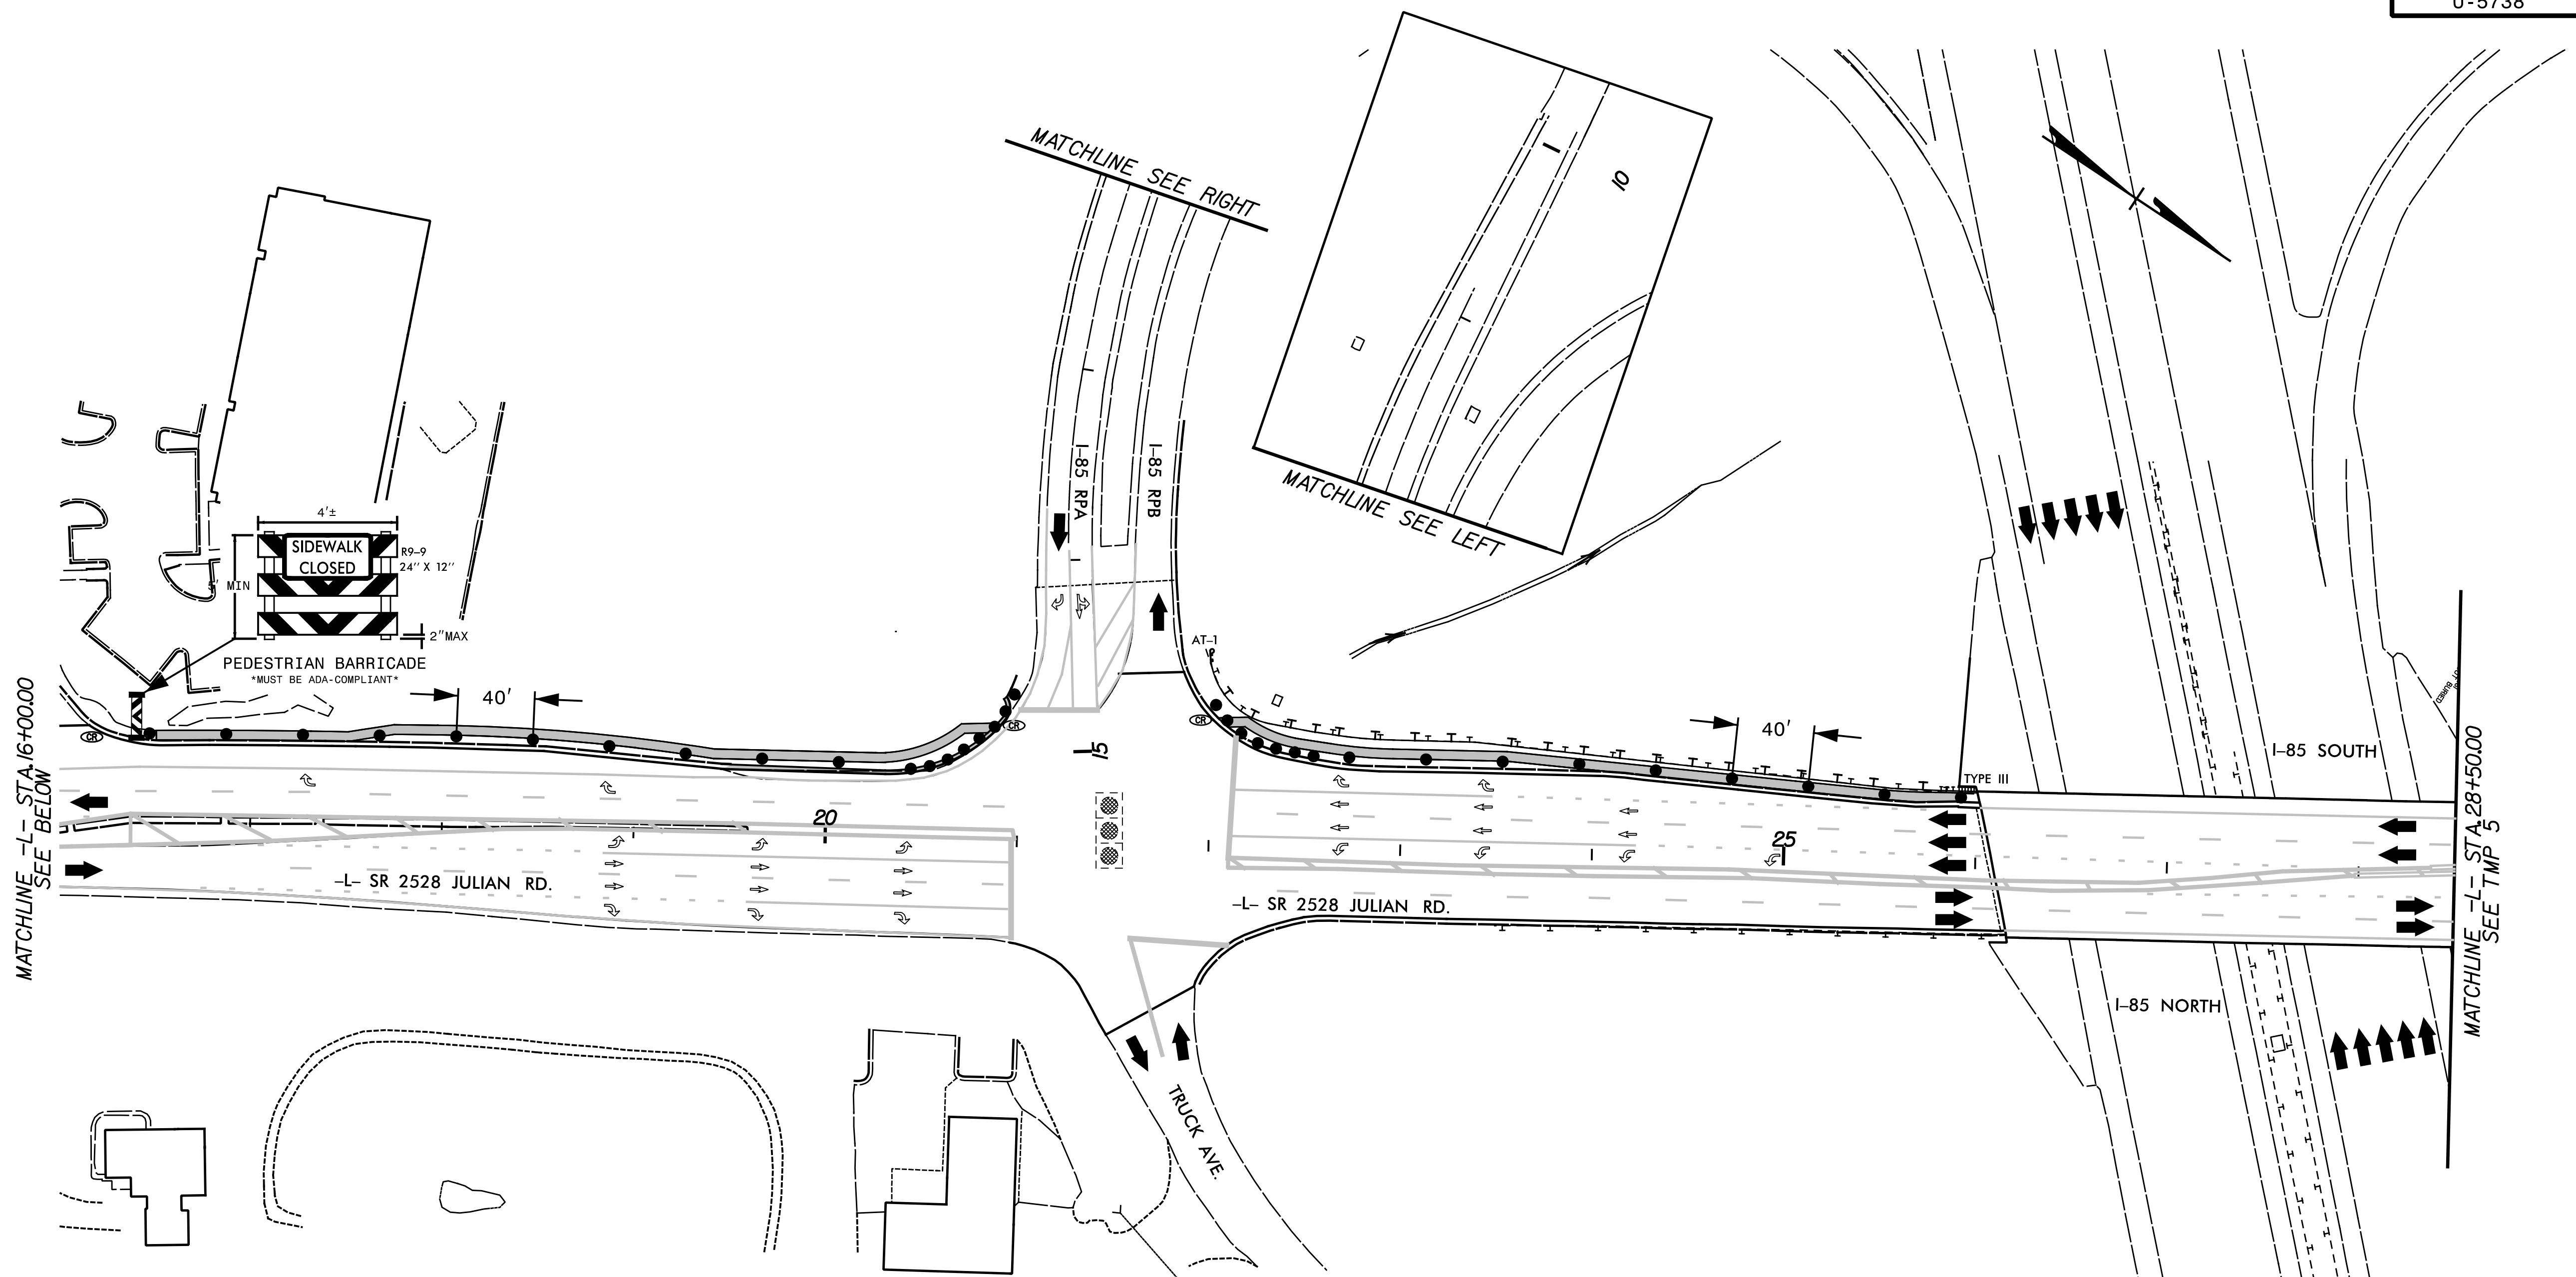 U-5738
MATCHLINE SEE RIGHT
10
MATCHLINE SEE LEFT
I-85 RPA
I-85 RPB
4'±
SIDEWALK
CLOSED
R9-9
24'' X 12''
5' MIN
2''MAX
PEDESTRIAN BARRICADE
*MUST BE ADA-COMPLIANT*
40'
AT-1
CR
CR
CR
15
40'
TYPE III
I-85 SOUTH
BURIED
MATCHLINE -L- STA.16+00.00
SEE BELOW
20
25
-L- SR 2528 JULIAN RD.
-L- SR 2528 JULIAN RD.
I-85 NORTH
MATCHLINE -L- STA.28+50.00
SEE TMP 5
TRUCK AVE.